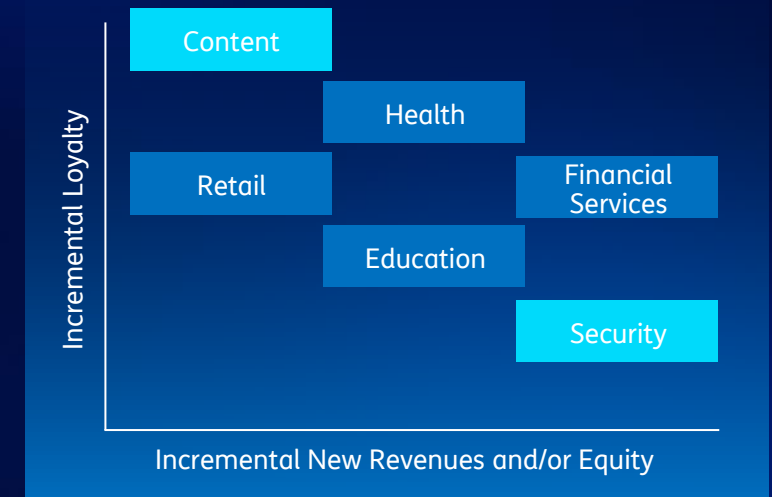 Content
Health
Retail
Financial
Services
Education
Security
Incremental Loyalty
Incremental New Revenues and/or Equity